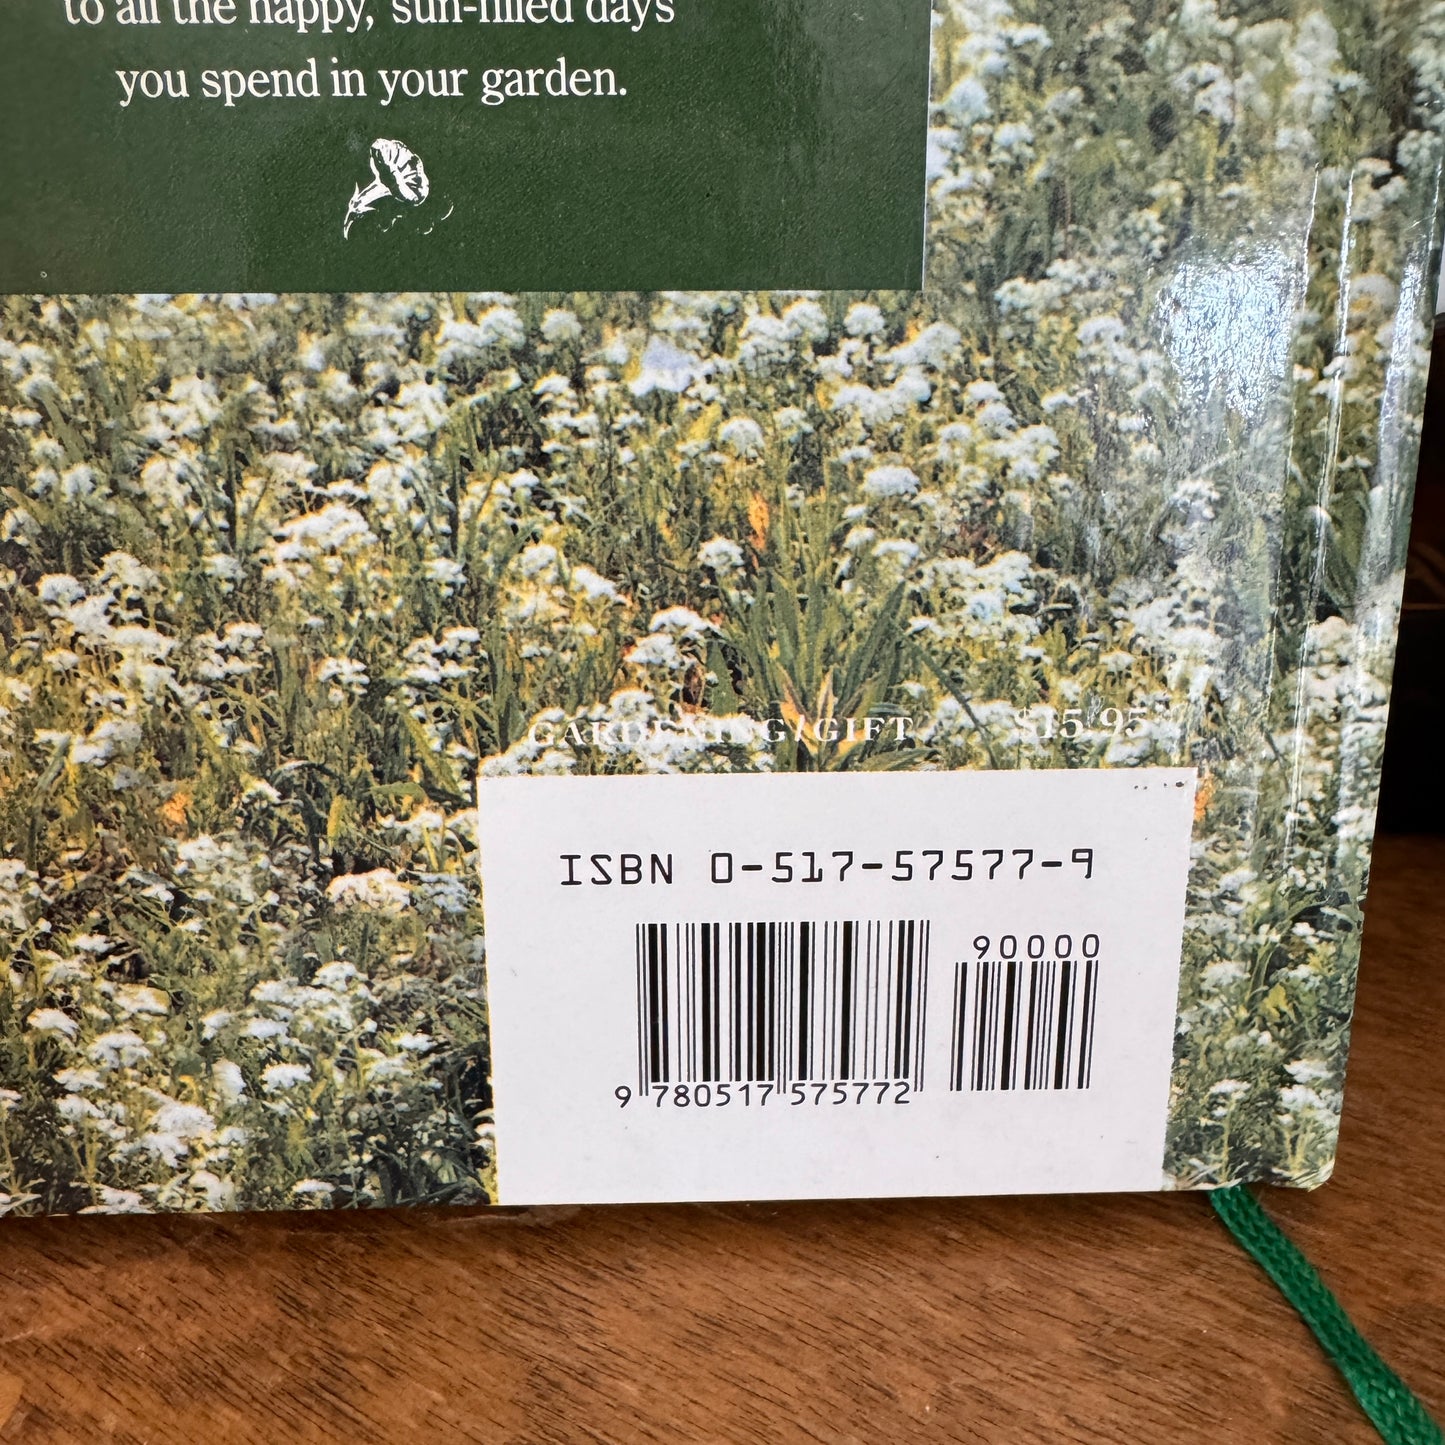 to all the happy, sun-filled days
you spend in your garden.
GARDENING/GIFT $15.95
ISBN 0-517-57577-9
90000
9 780517 575772